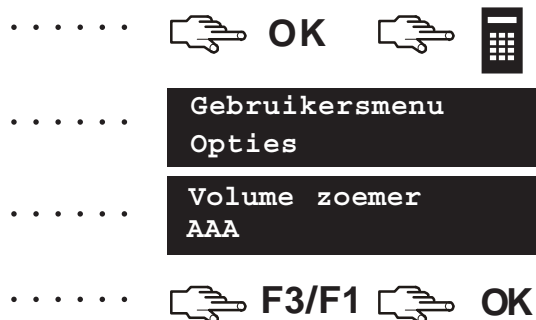 ...... OK
...... Gebruikersmenu
Opties
...... Volume zoemer
AAA
...... F3/F1 OK